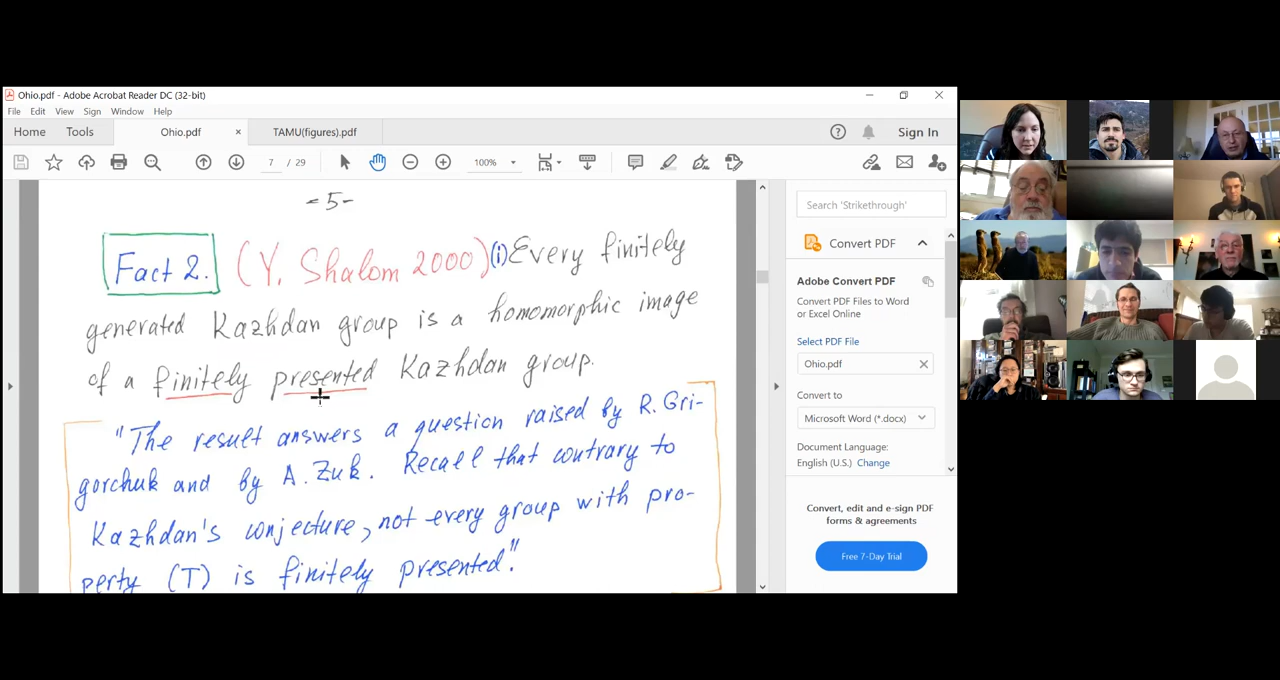 Ohio.pdf - Adobe Acrobat Reader DC (32-bit)
File Edit View Sign Window Help
Home Tools Ohio.pdf × TAMU(figures).pdf Sign In
7 / 29 100%
- 5 -
Fact 2. (Y. Shalom 2000) (i) Every finitely
generated Kazhdan group is a homomorphic image
of a finitely presented Kazhdan group.
"The result answers a question raised by R. Gri-
gorchuk and by A. Zuk. Recall that contrary to
Kazhdan's conjecture, not every group with pro-
perty (T) is finitely presented."
Search 'Strikethrough'
Convert PDF
Adobe Convert PDF
Convert PDF Files to Word
or Excel Online
Select PDF File
Ohio.pdf
Convert to
Microsoft Word (*.docx)
Document Language:
English (U.S.) Change
Convert, edit and e-sign PDF
forms & agreements
Free 7-Day Trial